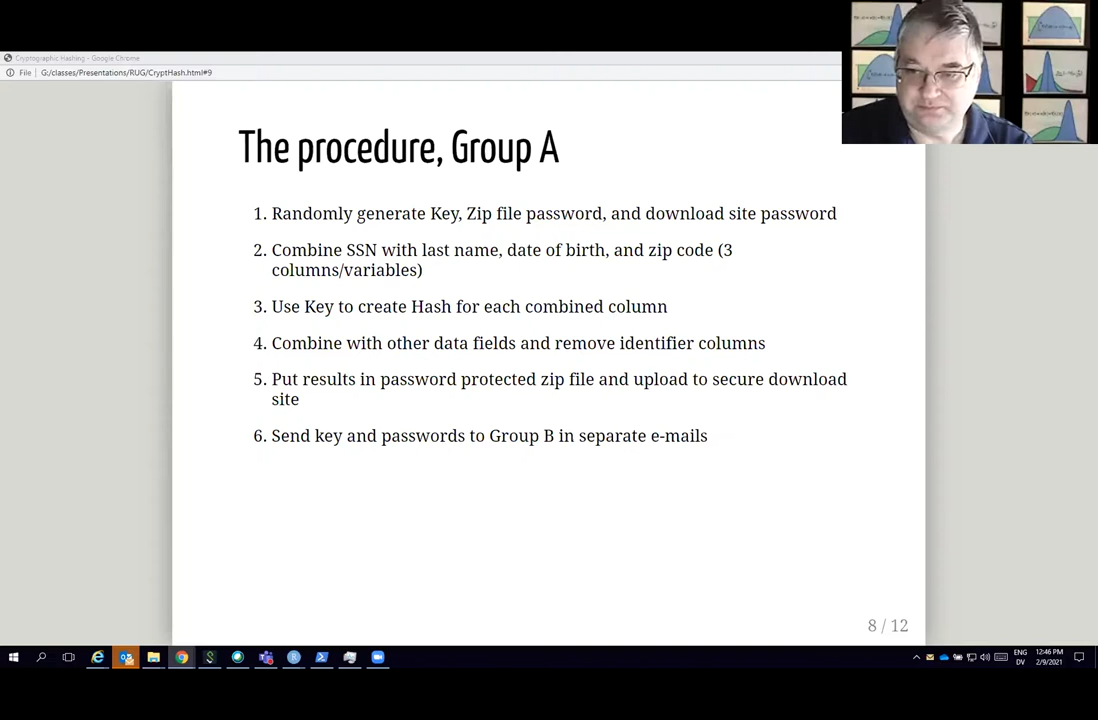 Cryptographic Hashing - Google Chrome
File | G:/classes/Presentations/RUG/CryptHash.html#9
The procedure, Group A
1. Randomly generate Key, Zip file password, and download site password
2. Combine SSN with last name, date of birth, and zip code (3
columns/variables)
3. Use Key to create Hash for each combined column
4. Combine with other data fields and remove identifier columns
5. Put results in password protected zip file and upload to secure download
site
6. Send key and passwords to Group B in separate e-mails
8 / 12
ENG
DV
12:46 PM
2/9/2021